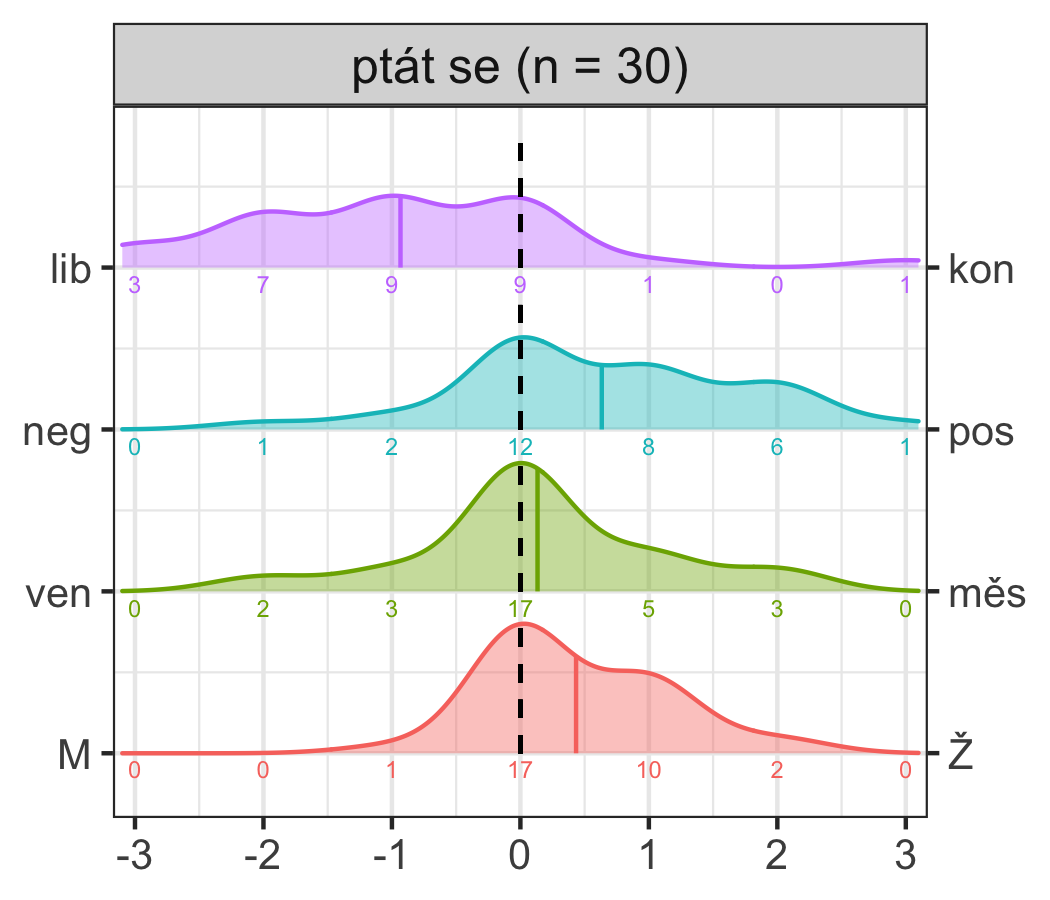 ptát se (n = 30)
lib kon
3 7 9 9 1 0 1
neg pos
0 1 2 12 8 6 1
ven měs
0 2 3 17 5 3 0
M Ž
0 0 1 17 10 2 0
-3 -2 -1 0 1 2 3